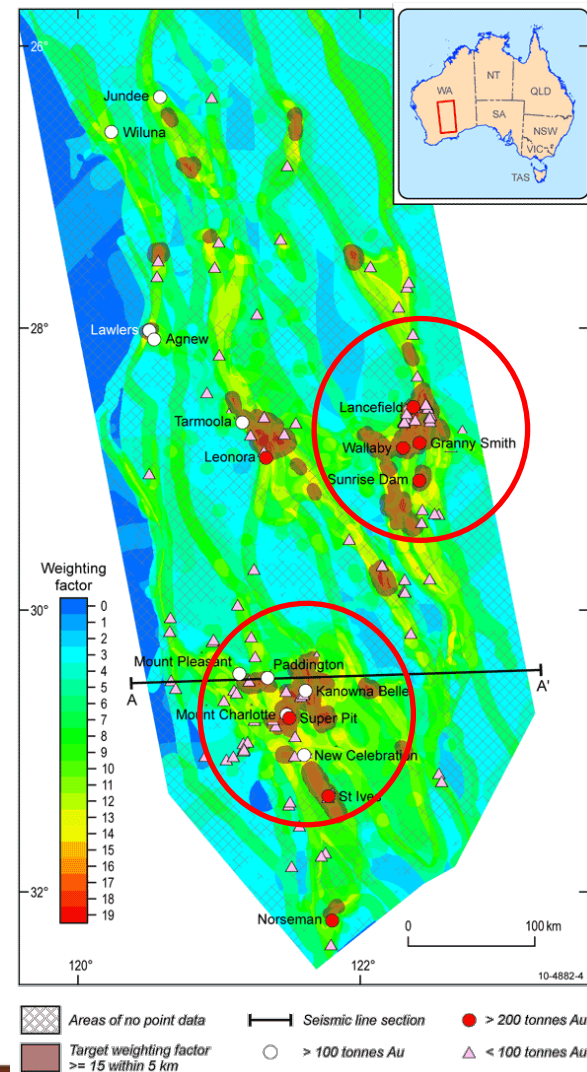 26°
28°
30°
32°
120°
122°
WA
NT
QLD
SA
NSW
VIC
TAS
Jundee
Wiluna
Lawlers
Agnew
Tarmoola
Leonora
Lancefield
Granny Smith
Wallaby
Sunrise Dam
Weighting
factor
0
1
2
3
4
5
6
7
8
9
10
11
12
13
14
15
16
17
18
19
Mount Pleasant
Paddington
A
A'
Kanowna Belle
Mount Charlotte
Super Pit
New Celebration
St Ives
Norseman
0
100 km
10-4882-4
Areas of no point data
Seismic line section
> 200 tonnes Au
Target weighting factor
>= 15 within 5 km
> 100 tonnes Au
< 100 tonnes Au